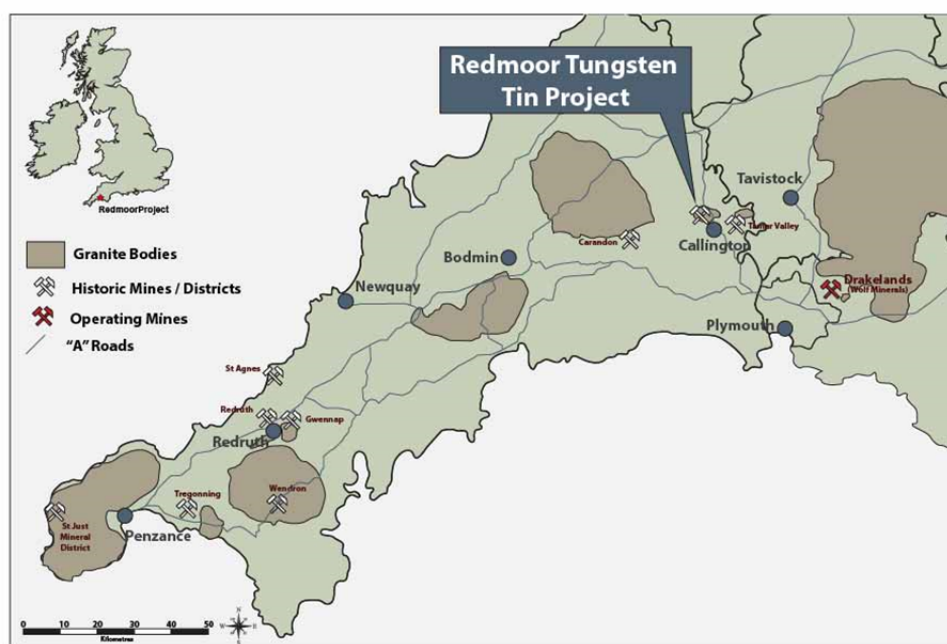 Redmoor Tungsten
Tin Project
RedmoorProject
Granite Bodies
Historic Mines / Districts
Operating Mines
"A" Roads
Tavistock
Tamar Valley
Callington
Carandon
Bodmin
Drakelands
(Wolf Minerals)
Newquay
Plymouth
St Agnes
Redruth
Gwennap
Redruth
Wendron
Tregonning
St Just
Mineral
District
Penzance
0 10 20 30 40 50
Kilometres
N
W E
S